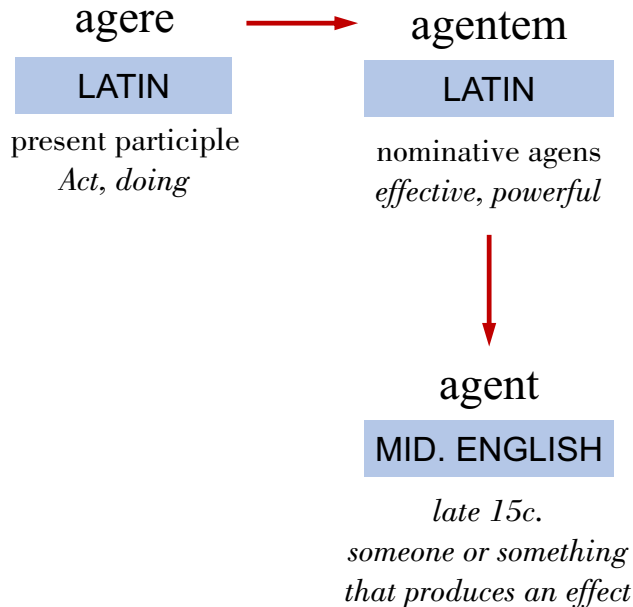 agere
LATIN
present participle
Act, doing
agentem
LATIN
nominative agens
effective, powerful
agent
MID. ENGLISH
late 15c.
someone or something
that produces an effect